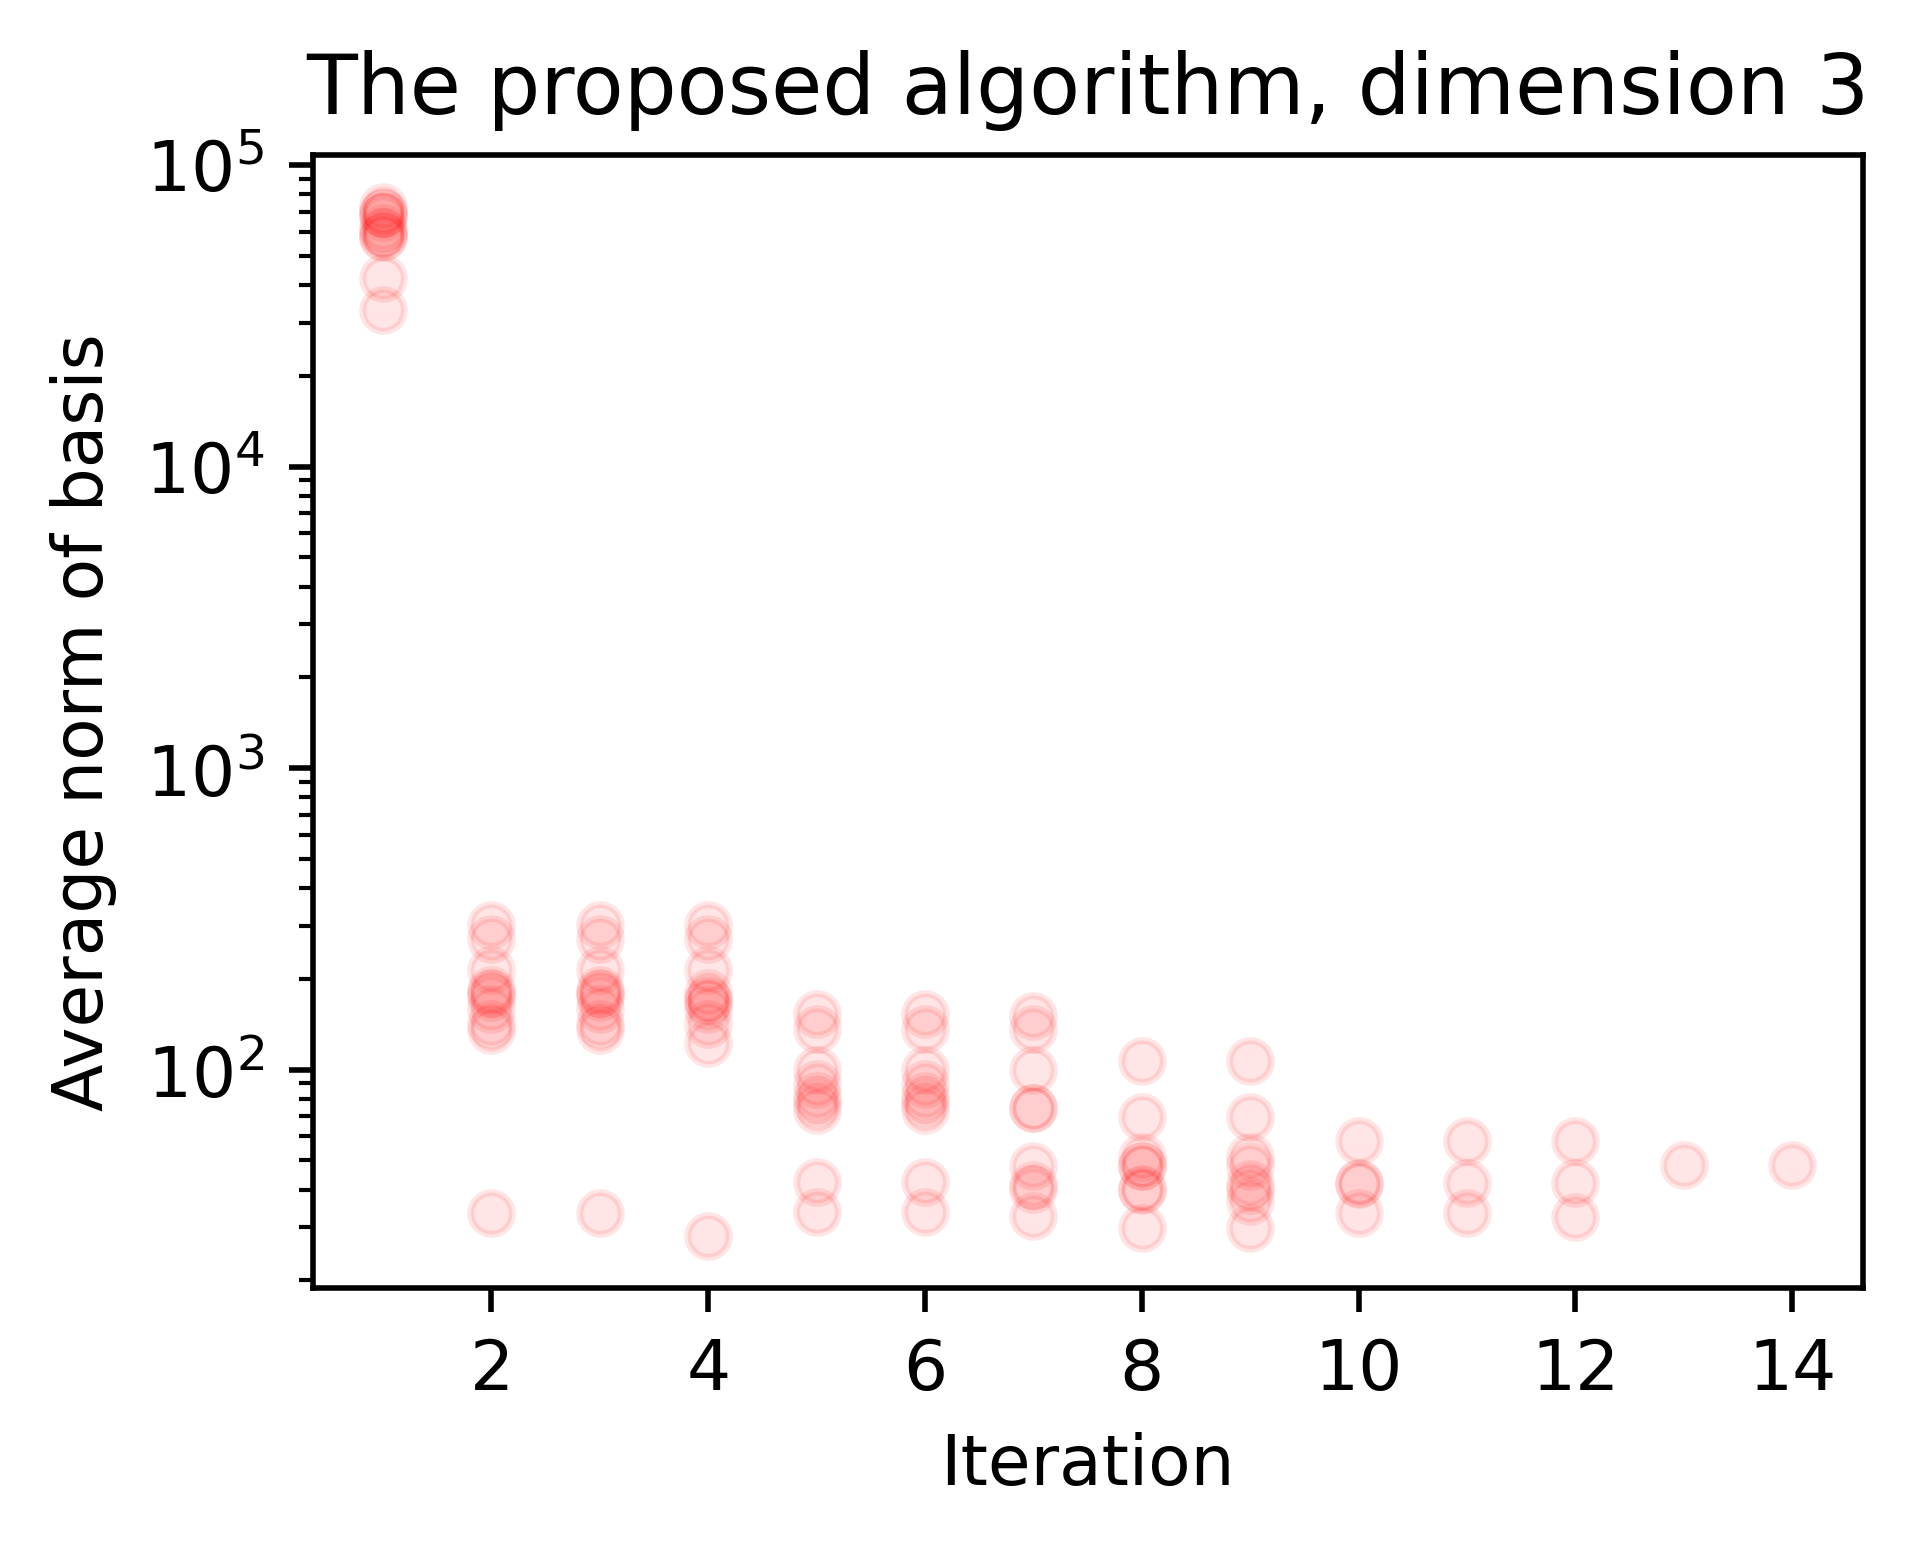 The proposed algorithm, dimension 3
Average norm of basis
10⁵
10⁴
10³
10²
2 4 6 8 10 12 14
Iteration